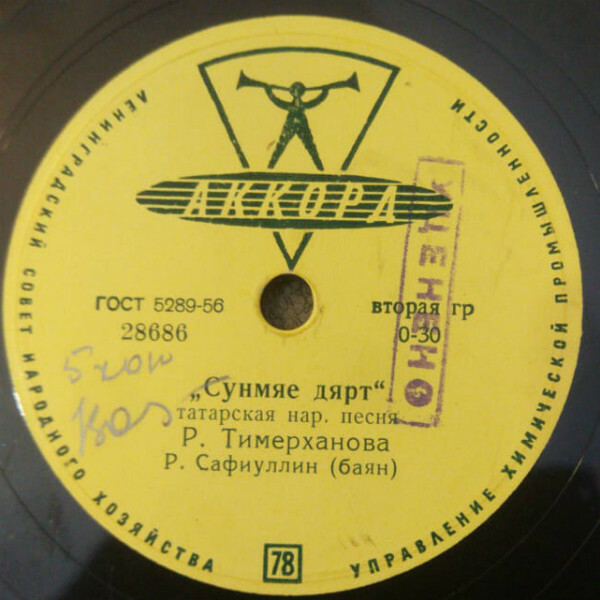 ЛЕНИНГРАДСКИЙ СОВЕТ НАРОДНОГО ХОЗЯЙСТВА
УПРАВЛЕНИЕ ХИМИЧЕСКОЙ ПРОМЫШЛЕННОСТИ
АККОРД
ГОСТ 5289-56
28686
вторая гр
0-30
„Сунмяе дярт“
татарская нар. песня
Р. Тимерханова
Р. Сафиуллин (баян)
78